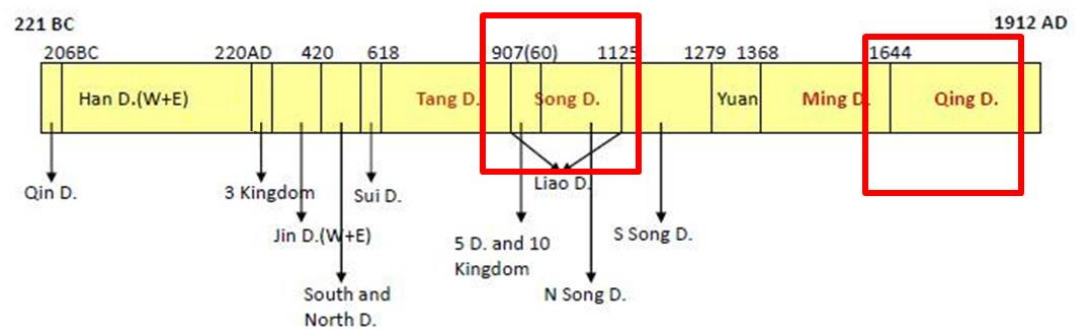 221 BC
1912 AD
206BC
220AD
420
618
907(60)
1125
1279
1368
1644
Han D.(W+E)
Tang D.
Song D.
Yuan
Ming D.
Qing D.
Qin D.
3 Kingdom
Sui D.
Liao D.
Jin D.(W+E)
5 D. and 10
Kingdom
S Song D.
South and
North D.
N Song D.